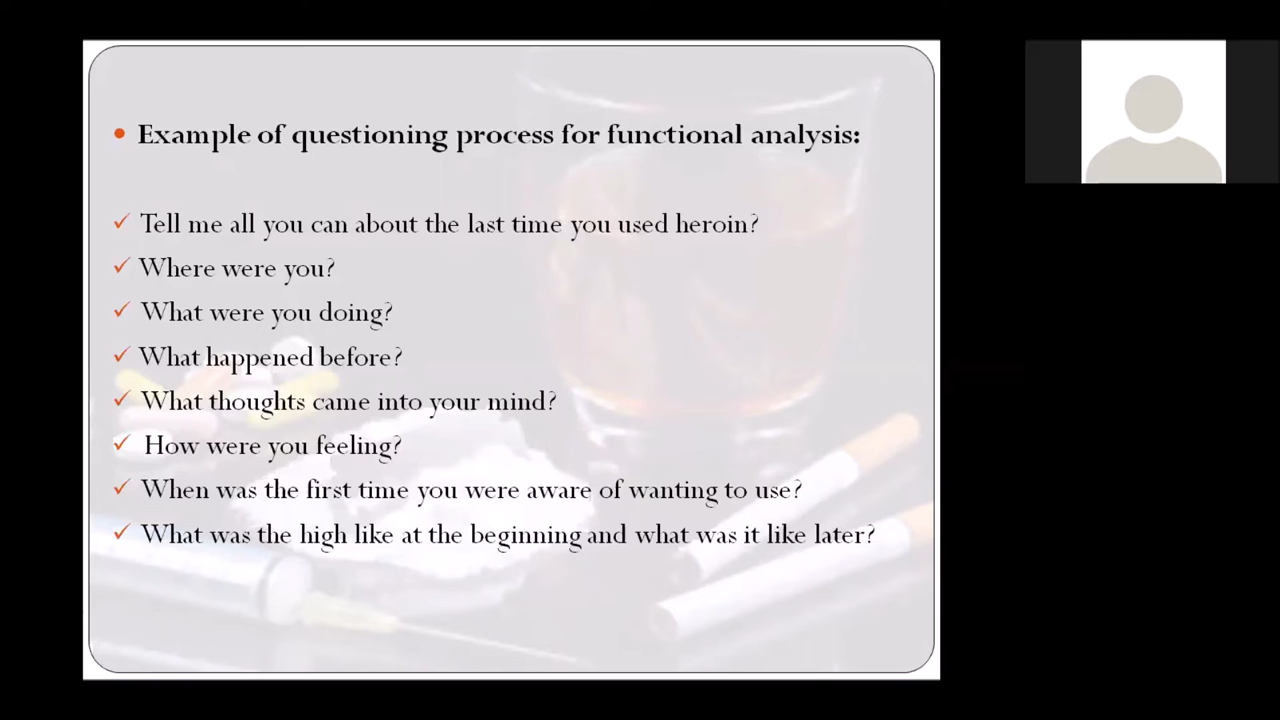 • Example of questioning process for functional analysis:
✓ Tell me all you can about the last time you used heroin?
✓ Where were you?
✓ What were you doing?
✓ What happened before?
✓ What thoughts came into your mind?
✓ How were you feeling?
✓ When was the first time you were aware of wanting to use?
✓ What was the high like at the beginning and what was it like later?